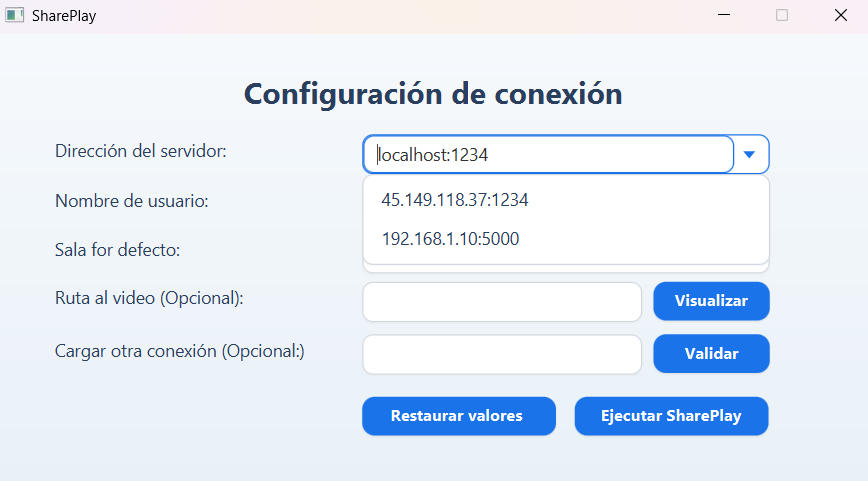 SharePlay
Configuración de conexión
Dirección del servidor:
localhost:1234
45.149.118.37:1234
192.168.1.10:5000
Nombre de usuario:
Sala for defecto:
Ruta al video (Opcional):
Visualizar
Cargar otra conexión (Opcional:)
Validar
Restaurar valores
Ejecutar SharePlay